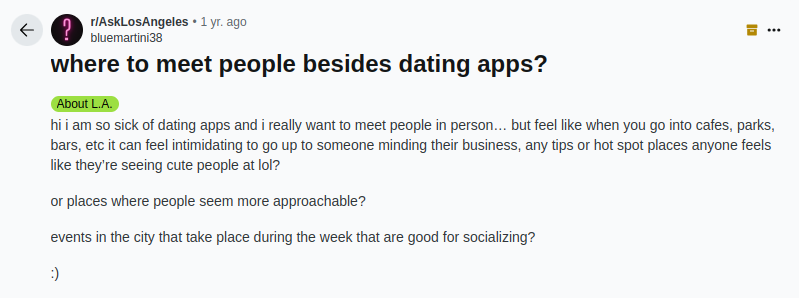 r/AskLosAngeles • 1 yr. ago
bluemartini38
where to meet people besides dating apps?
About L.A.
hi i am so sick of dating apps and i really want to meet people in person… but feel like when you go into cafes, parks,
bars, etc it can feel intimidating to go up to someone minding their business, any tips or hot spot places anyone feels
like they’re seeing cute people at lol?
or places where people seem more approachable?
events in the city that take place during the week that are good for socializing?
:)